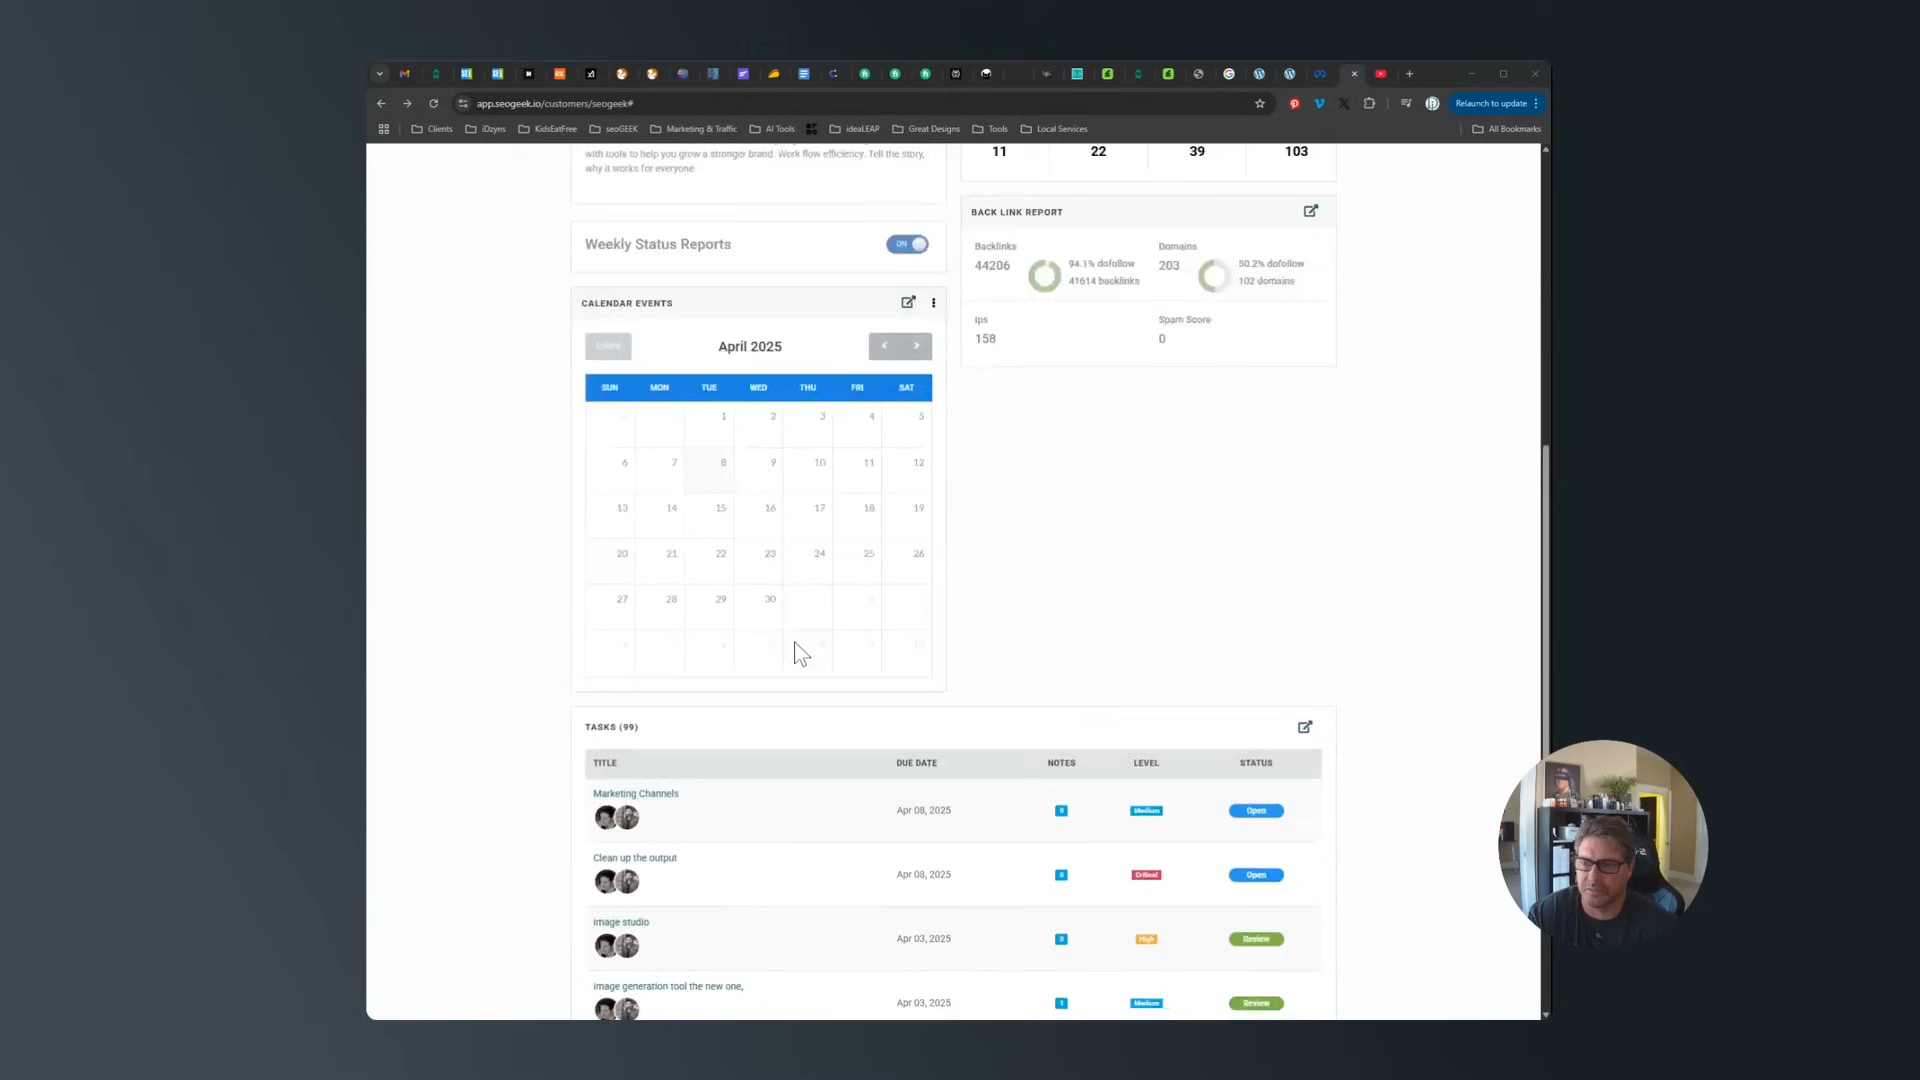 app.seogeek.io/customers/seogeek#
Relaunch to update
Clients
iDzyns
KidsEatFree
seoGEEK
Marketing & Traffic
AI Tools
ideaLEAP
Great Designs
Tools
Local Services
All Bookmarks
with tools to help you grow a stronger brand. Work flow efficiency. Tell the story,
why it works for everyone
11 22 39 103
Weekly Status Reports
ON
BACK LINK REPORT
Backlinks
44206
94.1% dofollow
41614 backlinks
Domains
203
50.2% dofollow
102 domains
Ips
158
Spam Score
0
CALENDAR EVENTS
April 2025
SUN MON TUE WED THU FRI SAT
1 2 3 4 5
6 7 8 9 10 11 12
13 14 15 16 17 18 19
20 21 22 23 24 25 26
27 28 29 30
TASKS (99)
TITLE DUE DATE NOTES LEVEL STATUS
Marketing Channels
Apr 08, 2025 Medium Open
Clean up the output
Apr 08, 2025 Critical Open
image studio
Apr 03, 2025 High Review
image generation tool the new one,
Apr 03, 2025 1 Medium Review